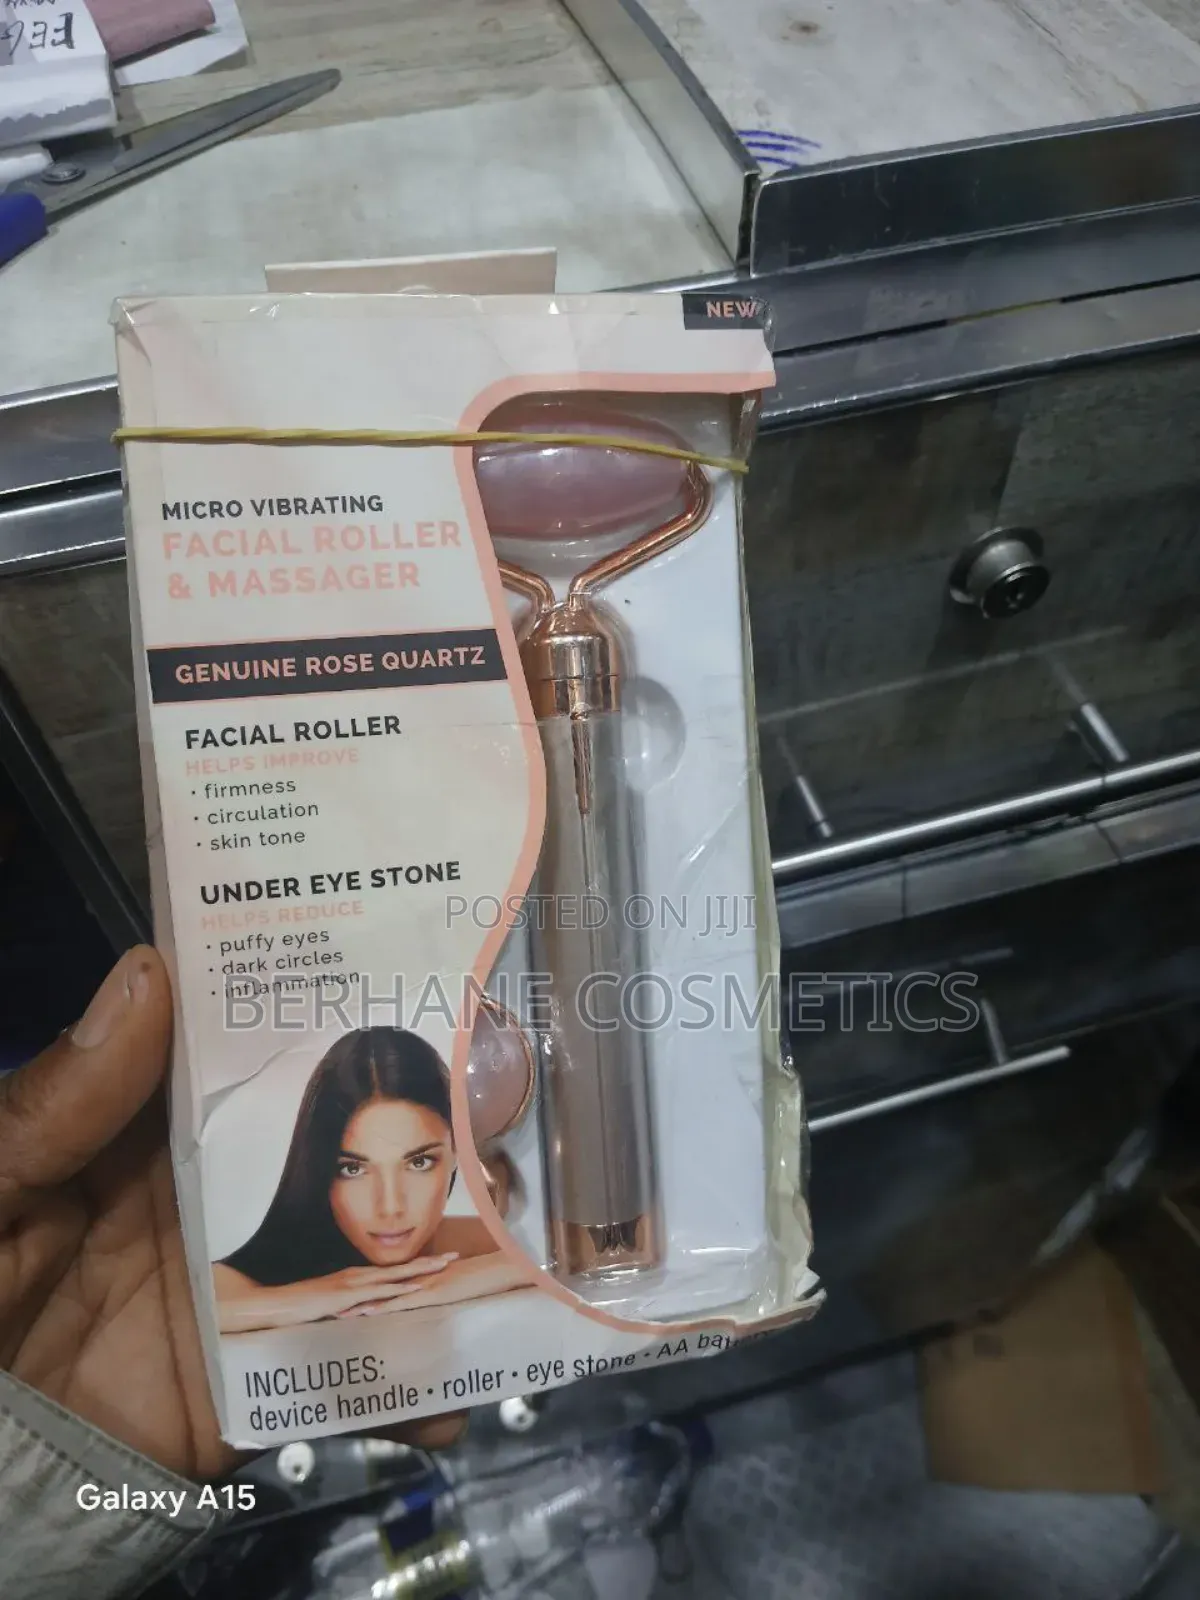 NEW
MICRO VIBRATING
FACIAL ROLLER
& MASSAGER
GENUINE ROSE QUARTZ
FACIAL ROLLER
HELPS IMPROVE
• firmness
• circulation
• skin tone
UNDER EYE STONE
HELPS REDUCE
• puffy eyes
• dark circles
• inflammation
POSTED ON JIJI
BERHANE COSMETICS
INCLUDES:
device handle • roller • eye stone • AA battery
Galaxy A15